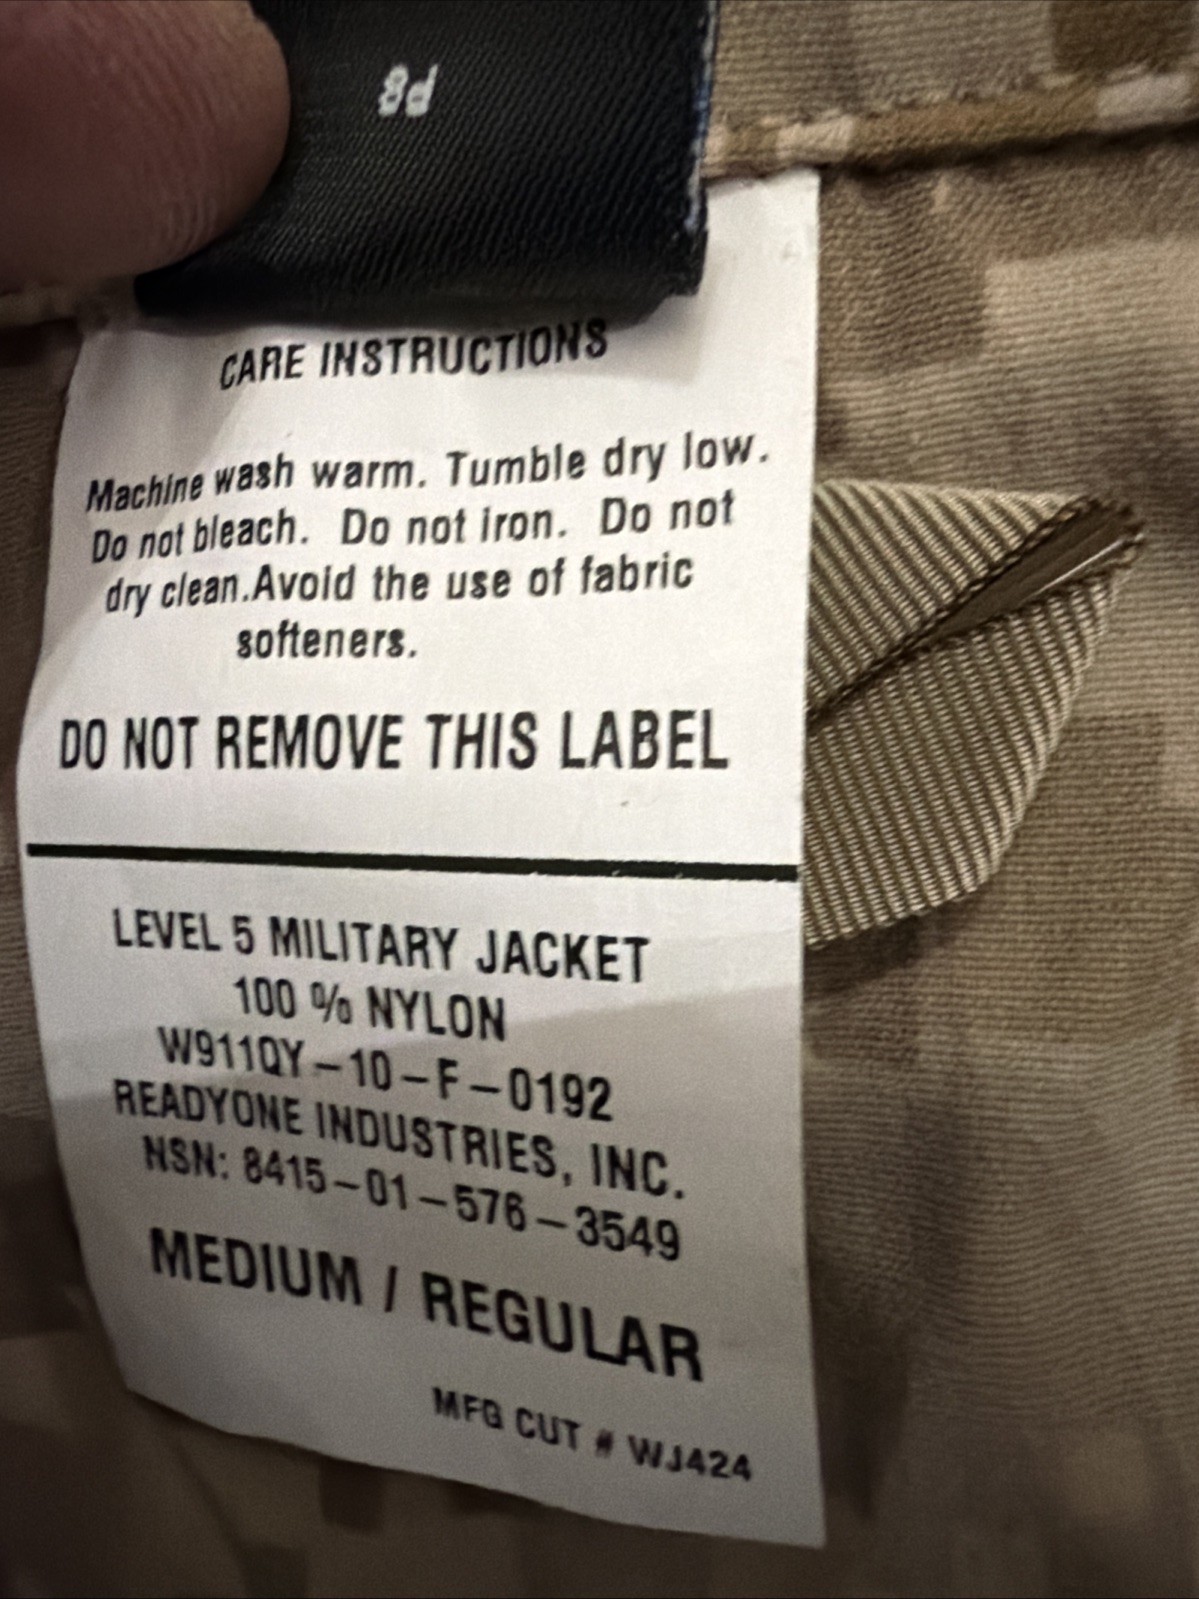 P8
CARE INSTRUCTIONS
Machine wash warm. Tumble dry low.
Do not bleach. Do not iron. Do not
dry clean.Avoid the use of fabric
softeners.
DO NOT REMOVE THIS LABEL
LEVEL 5 MILITARY JACKET
100 % NYLON
W911QY-10-F-0192
READYONE INDUSTRIES, INC.
NSN: 8415-01-576-3549
MEDIUM / REGULAR
MFG CUT # WJ424